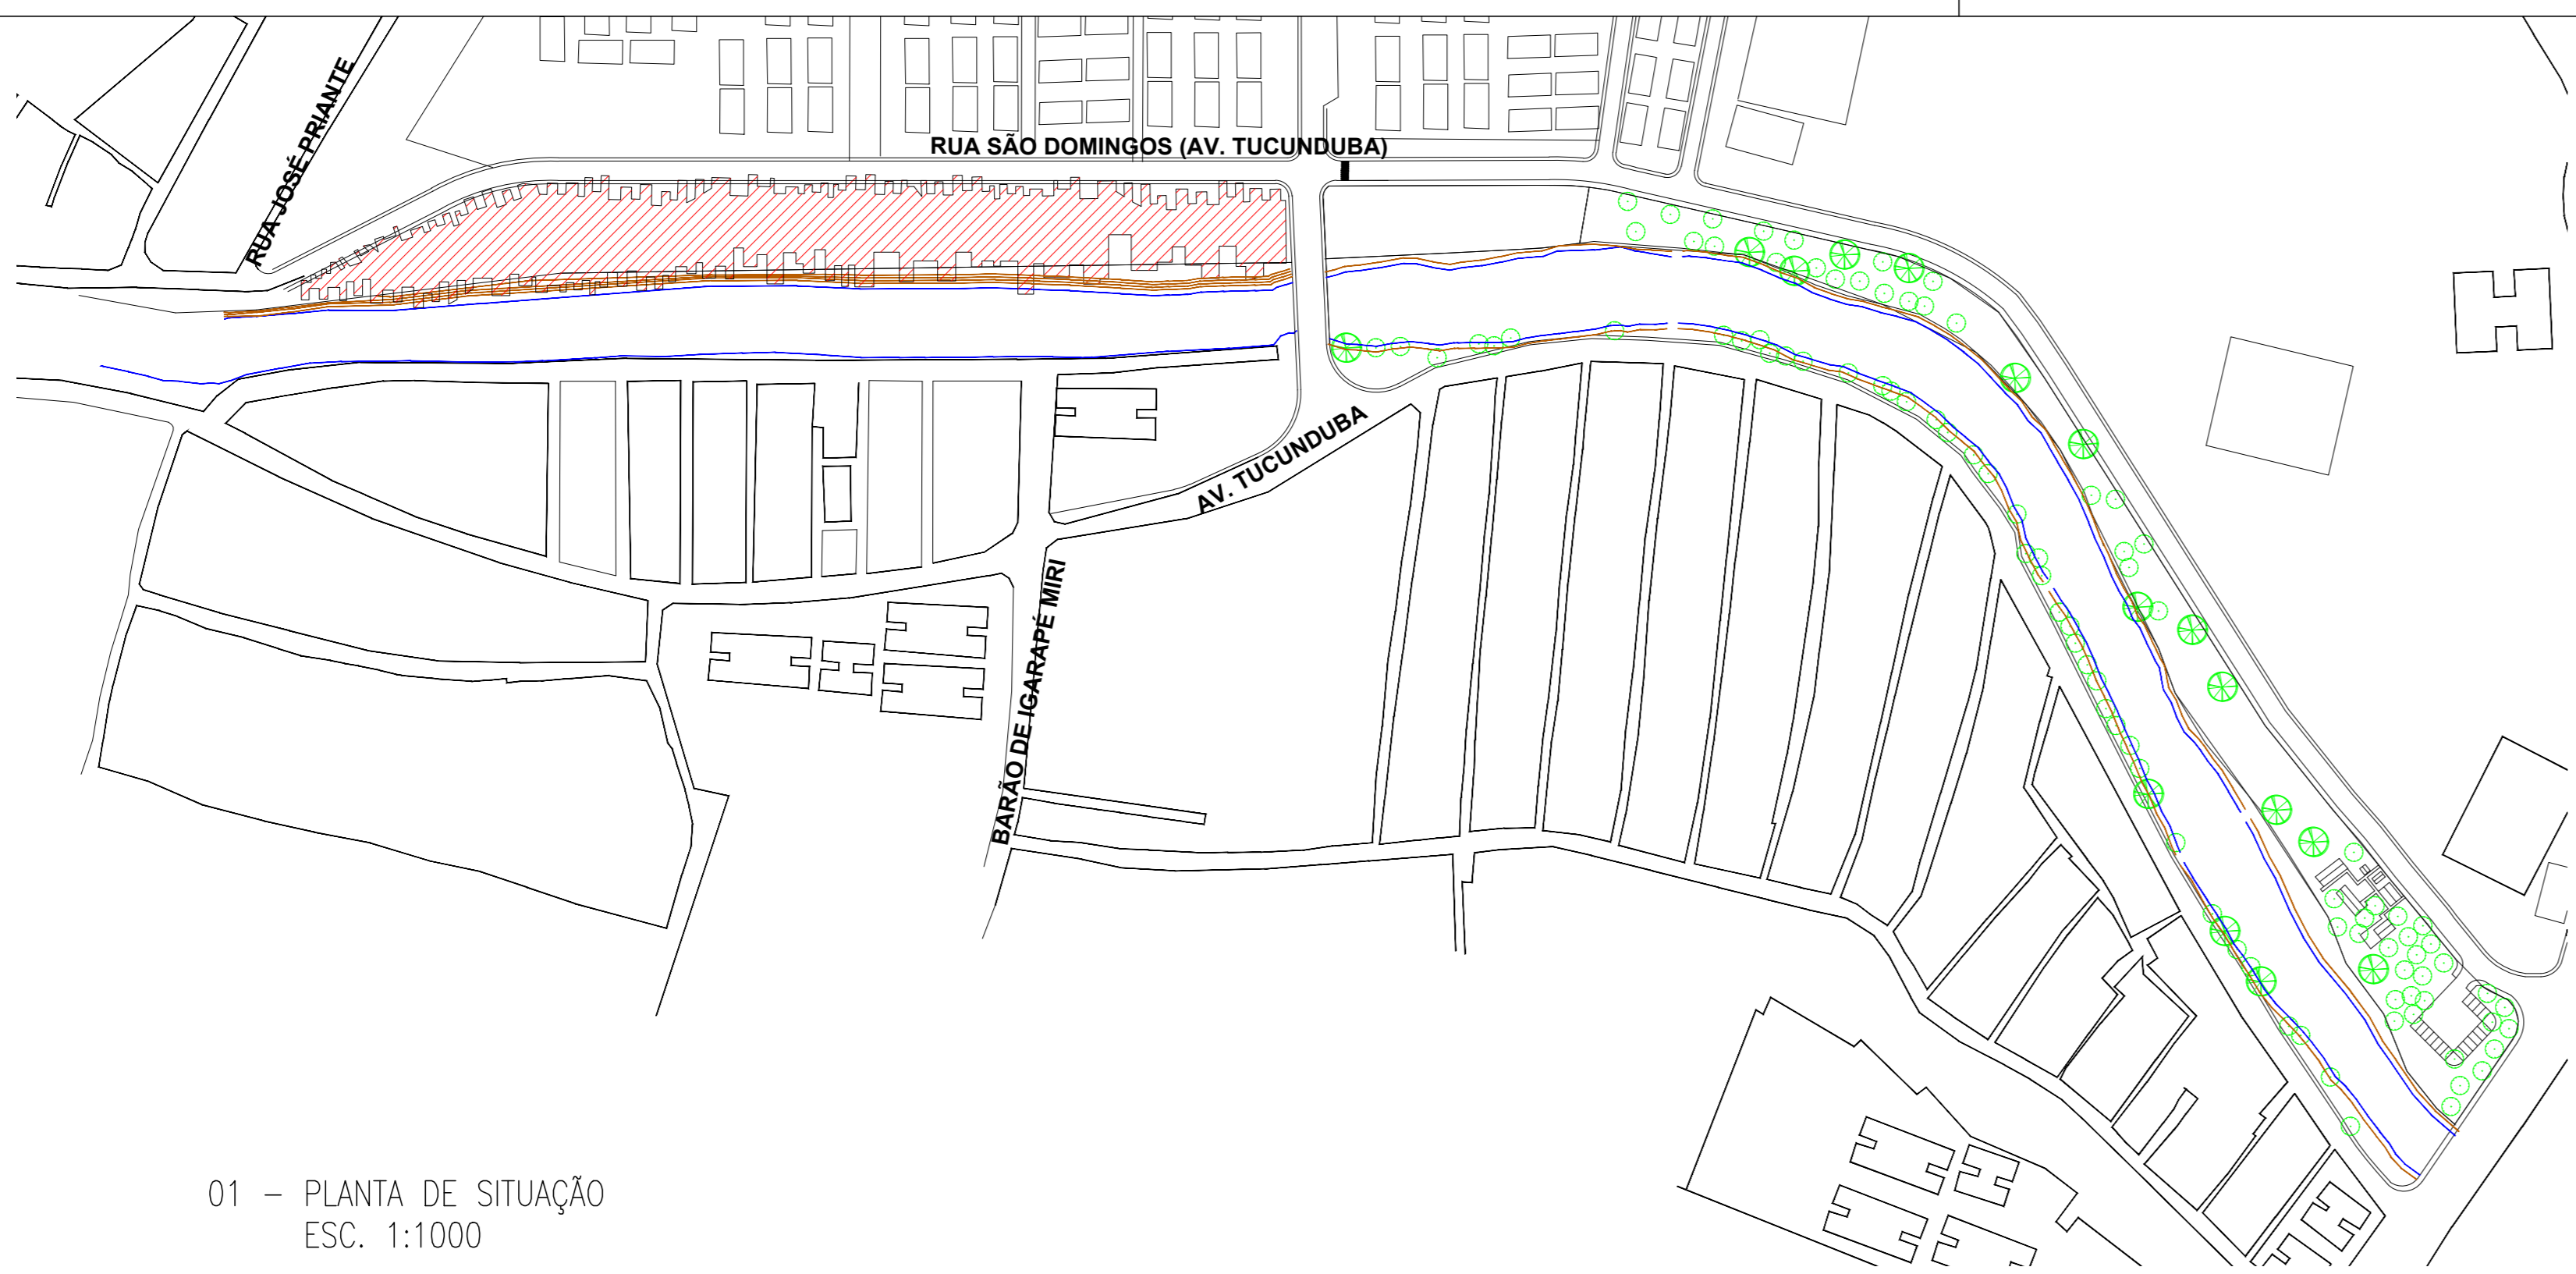 RUA JOSÉ PRIANTE
RUA SÃO DOMINGOS (AV. TUCUNDUBA)
AV. TUCUNDUBA
BARÃO DE IGARAPÉ MIRI
01 - PLANTA DE SITUAÇÃO
ESC. 1:1000